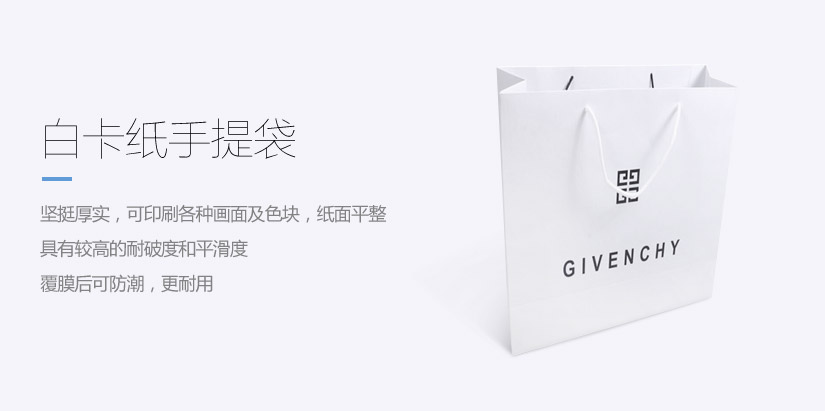 白卡纸手提袋
坚挺厚实，可印刷各种画面及色块，纸面平整
具有较高的耐破度和平滑度
覆膜后可防潮，更耐用
GIVENCHY